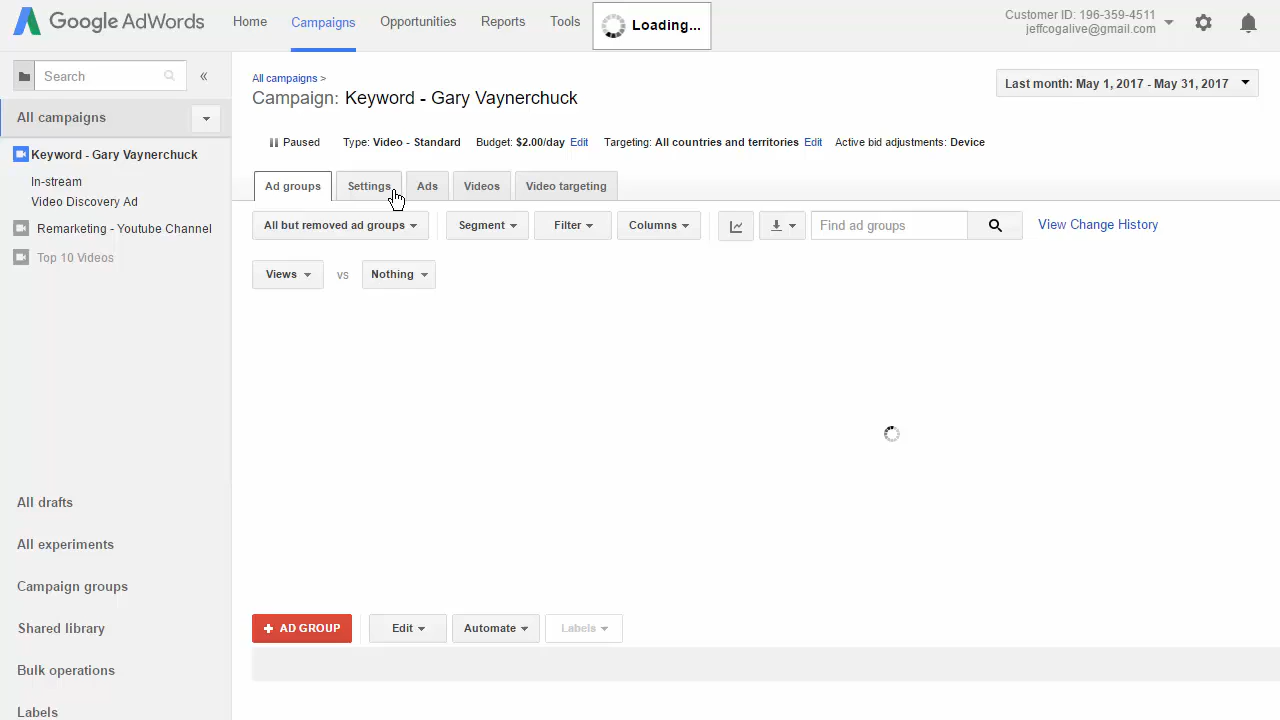 Google AdWords
Home Campaigns Opportunities Reports Tools
Loading...
Customer ID: 196-359-4511
jeffcogalive@gmail.com
Search «
All campaigns
Keyword - Gary Vaynerchuck
In-stream
Video Discovery Ad
Remarketing - Youtube Channel
Top 10 Videos
All drafts
All experiments
Campaign groups
Shared library
Bulk operations
Labels
All campaigns >
Campaign: Keyword - Gary Vaynerchuck
Last month: May 1, 2017 - May 31, 2017
Paused Type: Video - Standard Budget: $2.00/day Edit Targeting: All countries and territories Edit Active bid adjustments: Device
Ad groups Settings Ads Videos Video targeting
All but removed ad groups Segment Filter Columns Find ad groups View Change History
Views vs Nothing
+ AD GROUP Edit Automate Labels